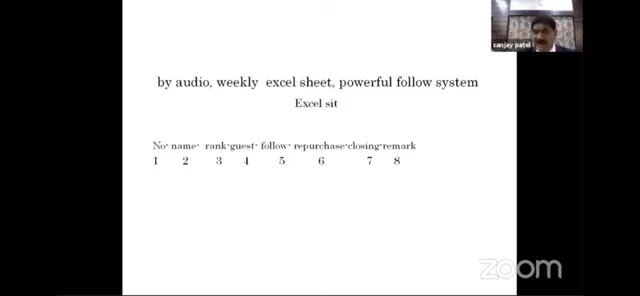 sanjay patel
by audio, weekly excel sheet, powerful follow system
Excel sit
No- name- rank-guest- follow- repurchase-closing-remark
1 2 3 4 5 6 7 8
zoom